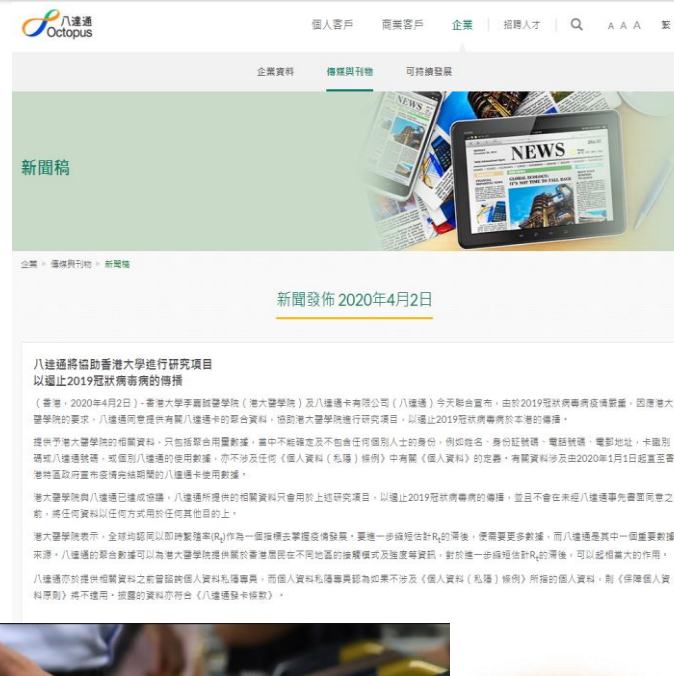 八達通
Octopus
個人客戶 商業客戶 企業 招聘人才 A A A 繁
企業資料 傳媒與刊物 可持續發展
新聞稿
NEWS
NEWS
企業 > 傳媒與刊物 > 新聞稿
新聞發佈 2020年4月2日
八達通將協助香港大學進行研究項目
以遏止2019冠狀病毒病的傳播
(香港,2020年4月2日) - 香港大學李嘉誠醫學院(港大醫學院)及八達通卡有限公司(八達通)今天聯合宣布,由於2019冠狀病毒病疫情嚴重,因應港大
醫學院的要求,八達通同意提供有關八達通卡的聚合資料,協助港大醫學院進行研究項目,以遏止2019冠狀病毒病於本港的傳播。
提供予港大醫學院的相關資料,只包括聚合用量數據,當中不能確定及不包含任何個別人士的身份,例如姓名、身份証號碼、電話號碼、電郵地址,卡識別
碼或八達通號碼,或個別八達通的使用數據,亦不涉及任何《個人資料(私隱)條例》中有關《個人資料》的定義。有關資料涉及由2020年1月1日起直至香
港特區政府宣布疫情完結期間的八達通卡使用數據。
港大醫學院與八達通已達成協議,八達通所提供的相關資料只會用於上述研究項目,以遏止2019冠狀病毒病的傳播,並且不會在未經八達通事先書面同意之
前,將任何資料以任何方式用於任何其他目的上。
港大醫學院表示,全球均認同以即時繁殖率(Rt)作為一個指標去掌握疫情發展。要進一步縮短估計Rt的滯後,便需要更多數據,而八達通是其中一個重要數據
來源。八達通的聚合數據可以為港大醫學院提供關於香港居民在不同地區的接觸模式及強度等資訊,對於進一步縮短估計Rt的滯後,可以起相當大的作用。
八達通亦於提供相關資料之前曾諮詢個人資料私隱專員,而個人資料私隱專員認為如果不涉及《個人資料(私隱)條例》所指的個人資料,則《保障個人資
料原則》將不適用。披露的資料亦符合《八達通發卡條款》。